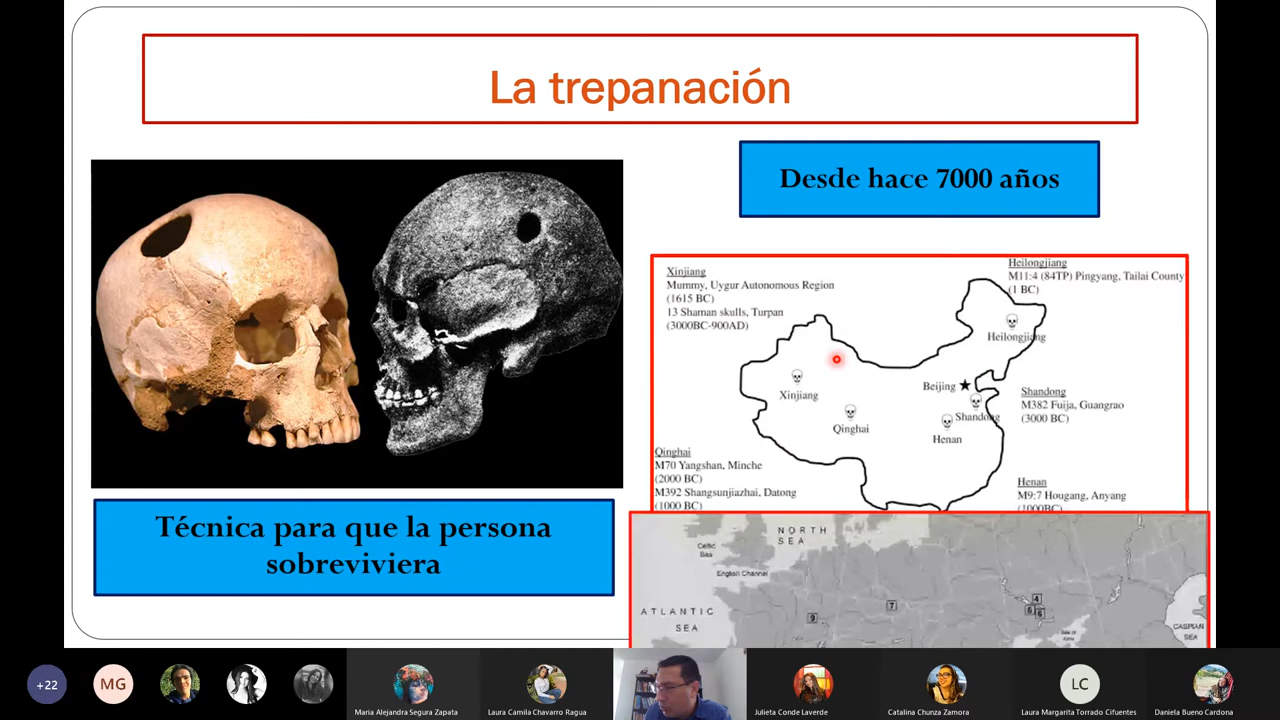 La trepanación
Desde hace 7000 años
Técnica para que la persona
sobreviviera
Xinjiang
Mummy, Uygur Autonomous Region
(1615 BC)
13 Shaman skulls, Turpan
(3000BC-900AD)
Heilongjiang
M11:4 (84TP) Pingyang, Tailai County
(1 BC)
Heilongjiang
Beijing
Xinjiang
Qinghai
Shandong
Henan
Shandong
M382 Fuija, Guangrao
(3000 BC)
Qinghai
M70 Yangshan, Minche
(2000 BC)
M392 Shangsunjiazhai, Datong
(1000 BC)
Henan
M9:7 Hougang, Anyang
(1000BC)
NORTH
SEA
Celtic
Sea
English Channel
ATLANTIC
SEA
9
7
4
6
CASPIAN
SEA
+22
MG
Maria Alejandra Segura Zapata
Laura Camila Chavarro Ragua
Julieta Conde Laverde
Catalina Chunza Zamora
LC
Laura Margarita Torrado Cifuentes
Daniela Bueno Cardona